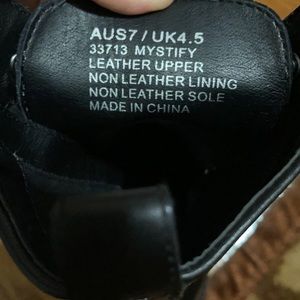 AUS7 / UK4.5
33713 MYSTIFY
LEATHER UPPER
NON LEATHER LINING
NON LEATHER SOLE
MADE IN CHINA